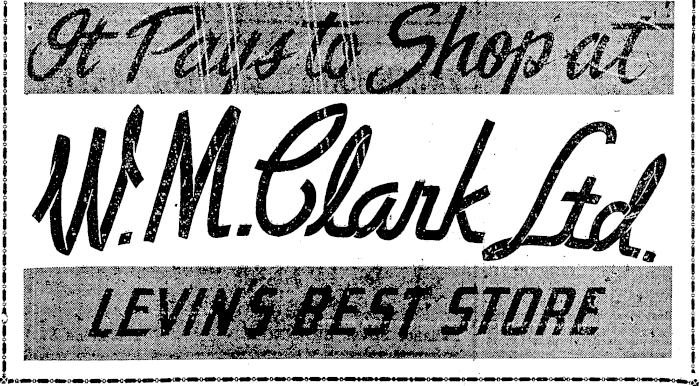 It Pays to Shop at
W.M. Clark Ltd.
LEVIN'S BEST STORE